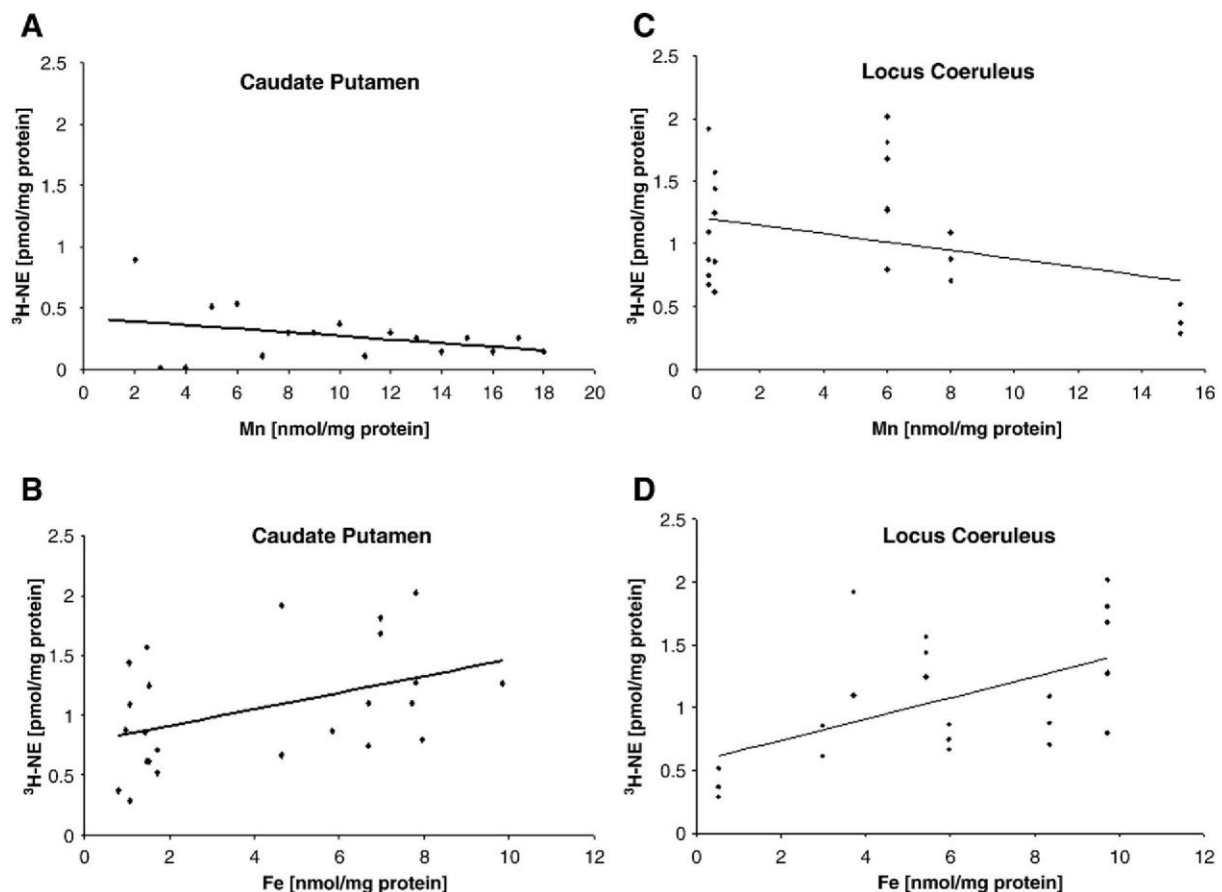 A
Caudate Putamen
³H-NE [pmol/mg protein]
2.5
2
1.5
1
0.5
0
0 2 4 6 8 10 12 14 16 18 20
Mn [nmol/mg protein]
C
Locus Coeruleus
³H-NE [pmol/mg protein]
2.5
2
1.5
1
0.5
0
0 2 4 6 8 10 12 14 16
Mn [nmol/mg protein]
B
Caudate Putamen
³H-NE [pmol/mg protein]
2.5
2
1.5
1
0.5
0
0 2 4 6 8 10 12
Fe [nmol/mg protein]
D
Locus Coeruleus
³H-NE [pmol/mg protein]
2.5
2
1.5
1
0.5
0
0 2 4 6 8 10 12
Fe [nmol/mg protein]